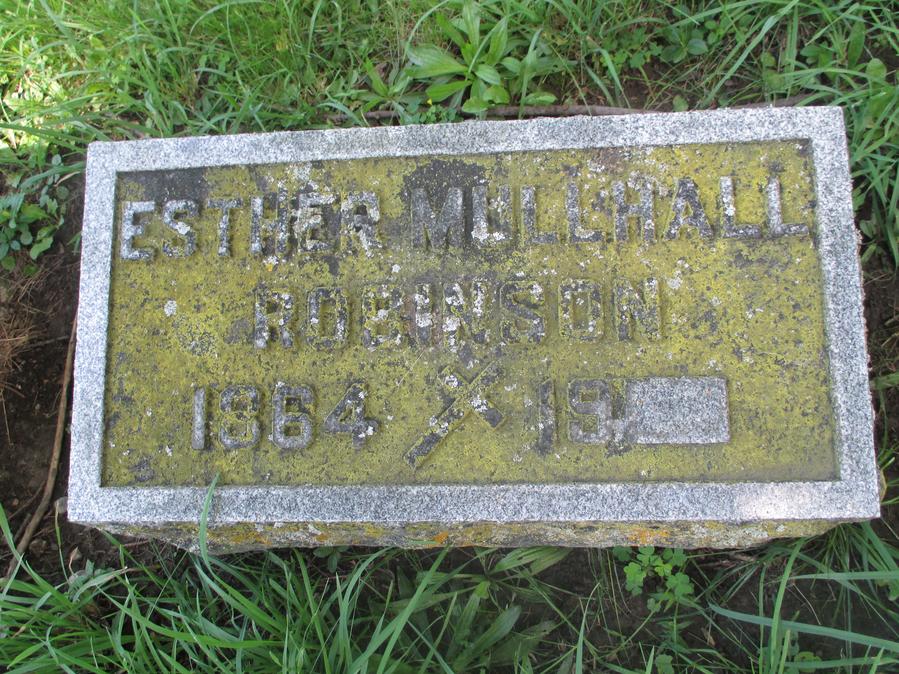 ESTHER MULLHALL
ROBINSON
1864 19